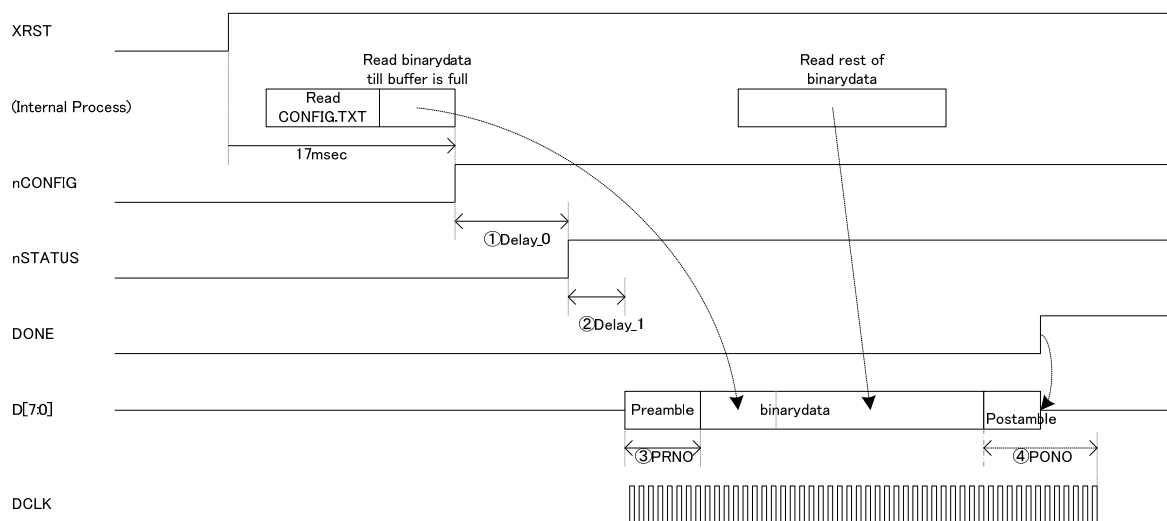 XRST
Read binarydata
till buffer is full
Read rest of
binarydata
(Internal Process)
Read
CONFIG.TXT
17msec
nCONFIG
①Delay_0
nSTATUS
②Delay_1
DONE
D[7:0]
Preamble
binarydata
Postamble
③PRNO
④PONO
DCLK